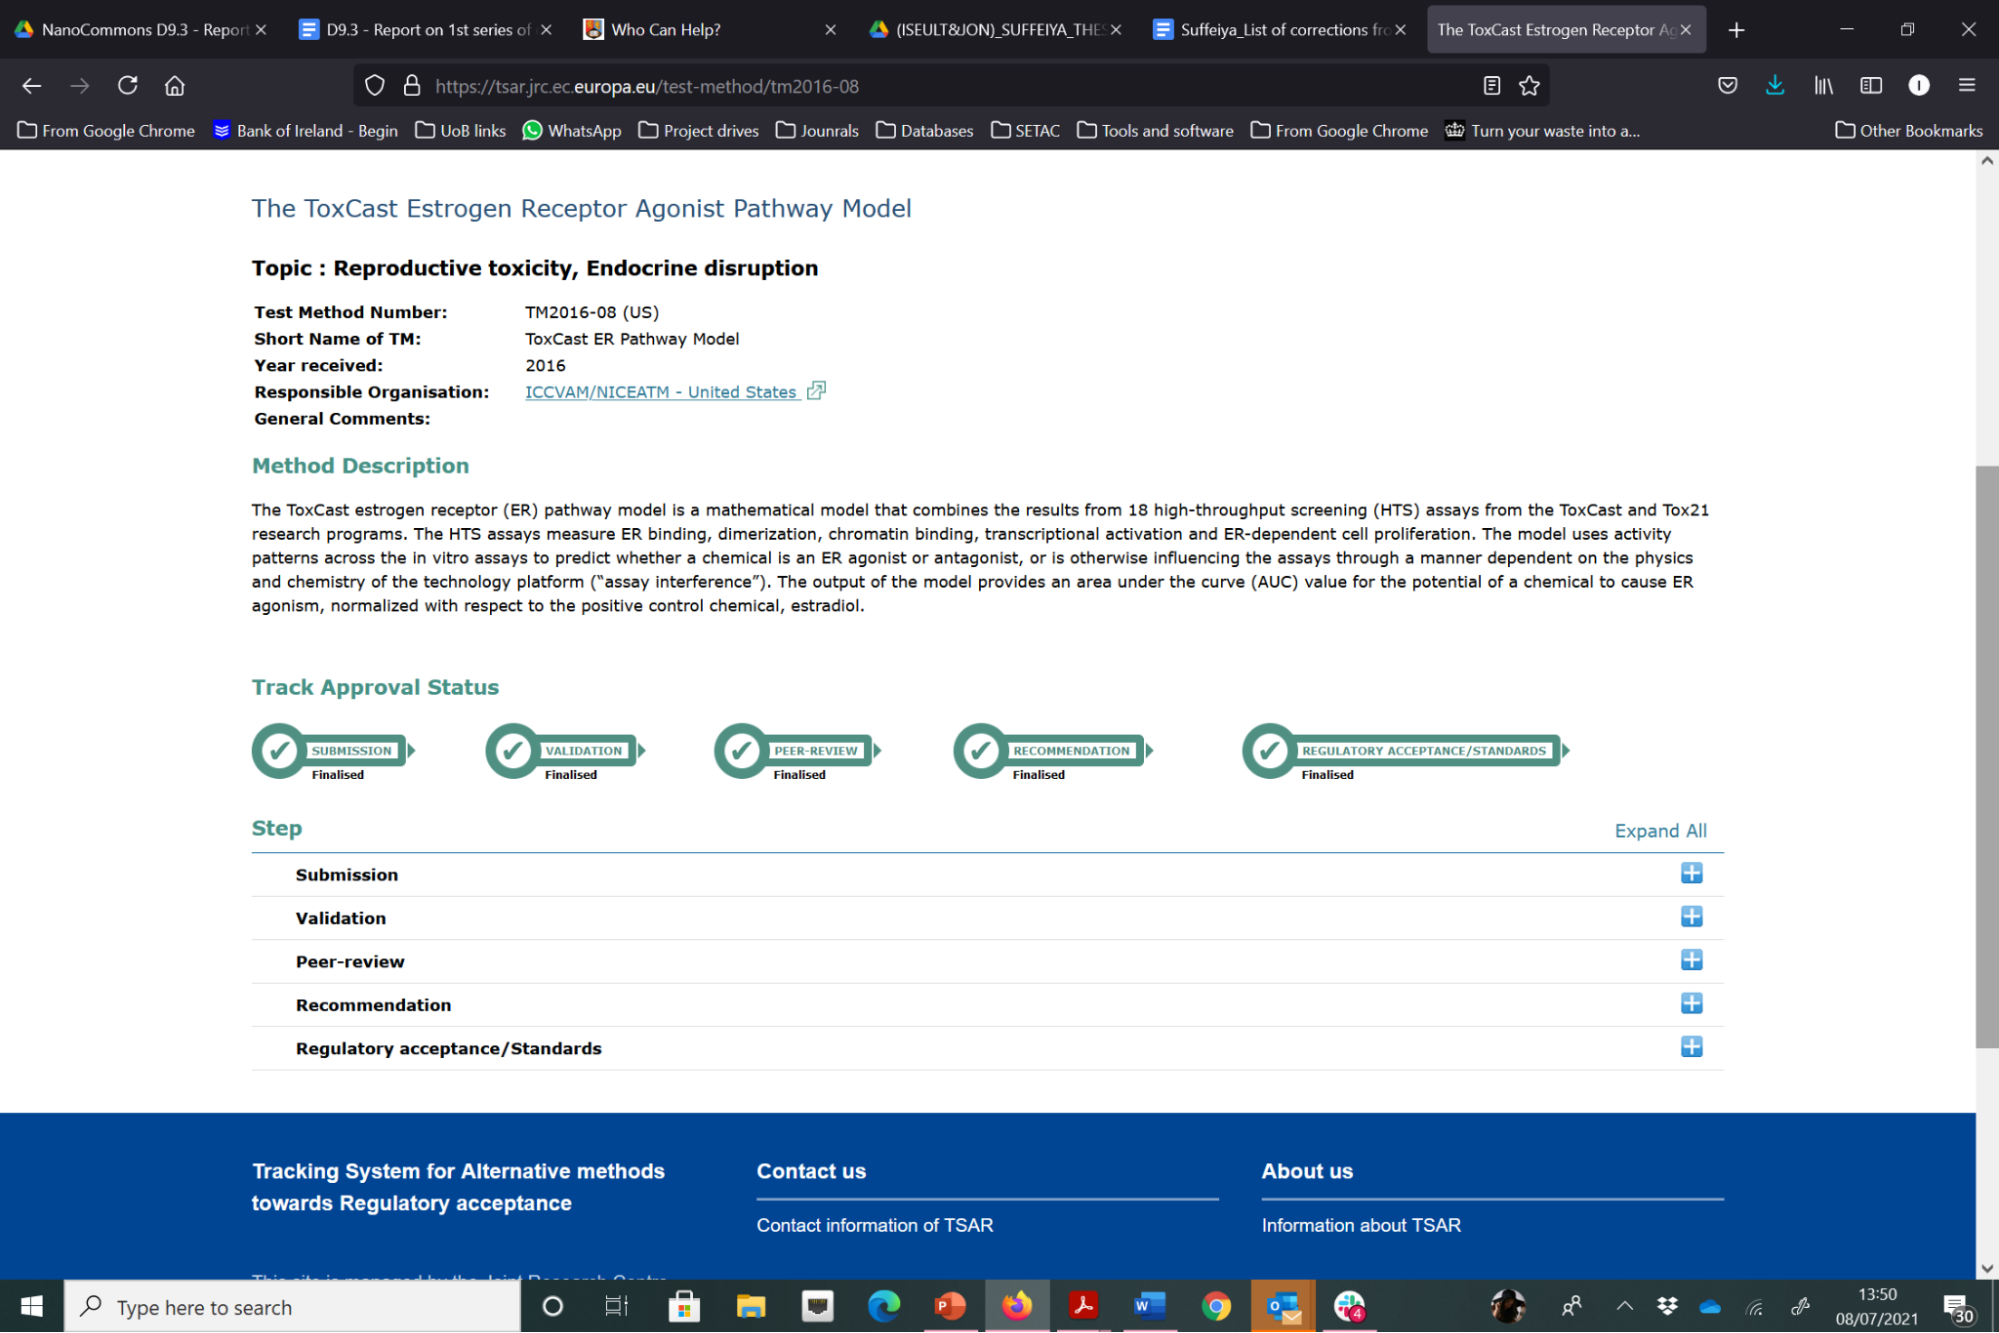 NanoCommons D9.3 - Report
D9.3 - Report on 1st series of
Who Can Help?
(ISEULT&JON)_SUFFEIYA_THES
Suffeiya_List of corrections fro
The ToxCast Estrogen Receptor Ag
https://tsar.jrc.ec.europa.eu/test-method/tm2016-08
From Google Chrome
Bank of Ireland - Begin
UoB links
WhatsApp
Project drives
Jounrals
Databases
SETAC
Tools and software
From Google Chrome
Turn your waste into a...
Other Bookmarks
The ToxCast Estrogen Receptor Agonist Pathway Model
Topic : Reproductive toxicity, Endocrine disruption
Test Method Number: TM2016-08 (US)
Short Name of TM: ToxCast ER Pathway Model
Year received: 2016
Responsible Organisation: ICCVAM/NICEATM - United States
General Comments:
Method Description
The ToxCast estrogen receptor (ER) pathway model is a mathematical model that combines the results from 18 high-throughput screening (HTS) assays from the ToxCast and Tox21
research programs. The HTS assays measure ER binding, dimerization, chromatin binding, transcriptional activation and ER-dependent cell proliferation. The model uses activity
patterns across the in vitro assays to predict whether a chemical is an ER agonist or antagonist, or is otherwise influencing the assays through a manner dependent on the physics
and chemistry of the technology platform (“assay interference”). The output of the model provides an area under the curve (AUC) value for the potential of a chemical to cause ER
agonism, normalized with respect to the positive control chemical, estradiol.
Track Approval Status
SUBMISSION
Finalised
VALIDATION
Finalised
PEER-REVIEW
Finalised
RECOMMENDATION
Finalised
REGULATORY ACCEPTANCE/STANDARDS
Finalised
Step
Expand All
Submission
Validation
Peer-review
Recommendation
Regulatory acceptance/Standards
Tracking System for Alternative methods
towards Regulatory acceptance
Contact us
Contact information of TSAR
About us
Information about TSAR
This site is managed by the Joint Research Centre
Type here to search
4
13:50
08/07/2021
30